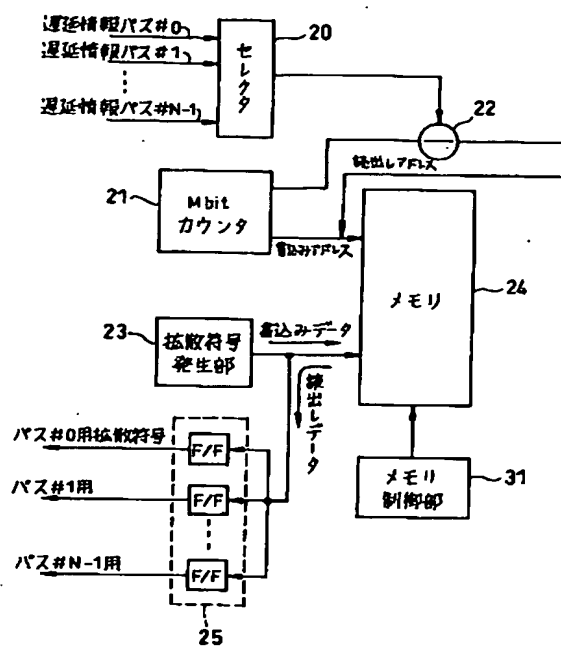 遅延情報パス#0
遅延情報パス#1
遅延情報パス#N-1
セレクタ
20
22
読出しアドレス
21
Mbit
カウンタ
書込みアドレス
メモリ
24
23
拡散符号
発生部
書込みデータ
読出しデータ
パス#0用拡散符号
F/F
パス#1用
F/F
パス#N-1用
F/F
25
メモリ
制御部
31